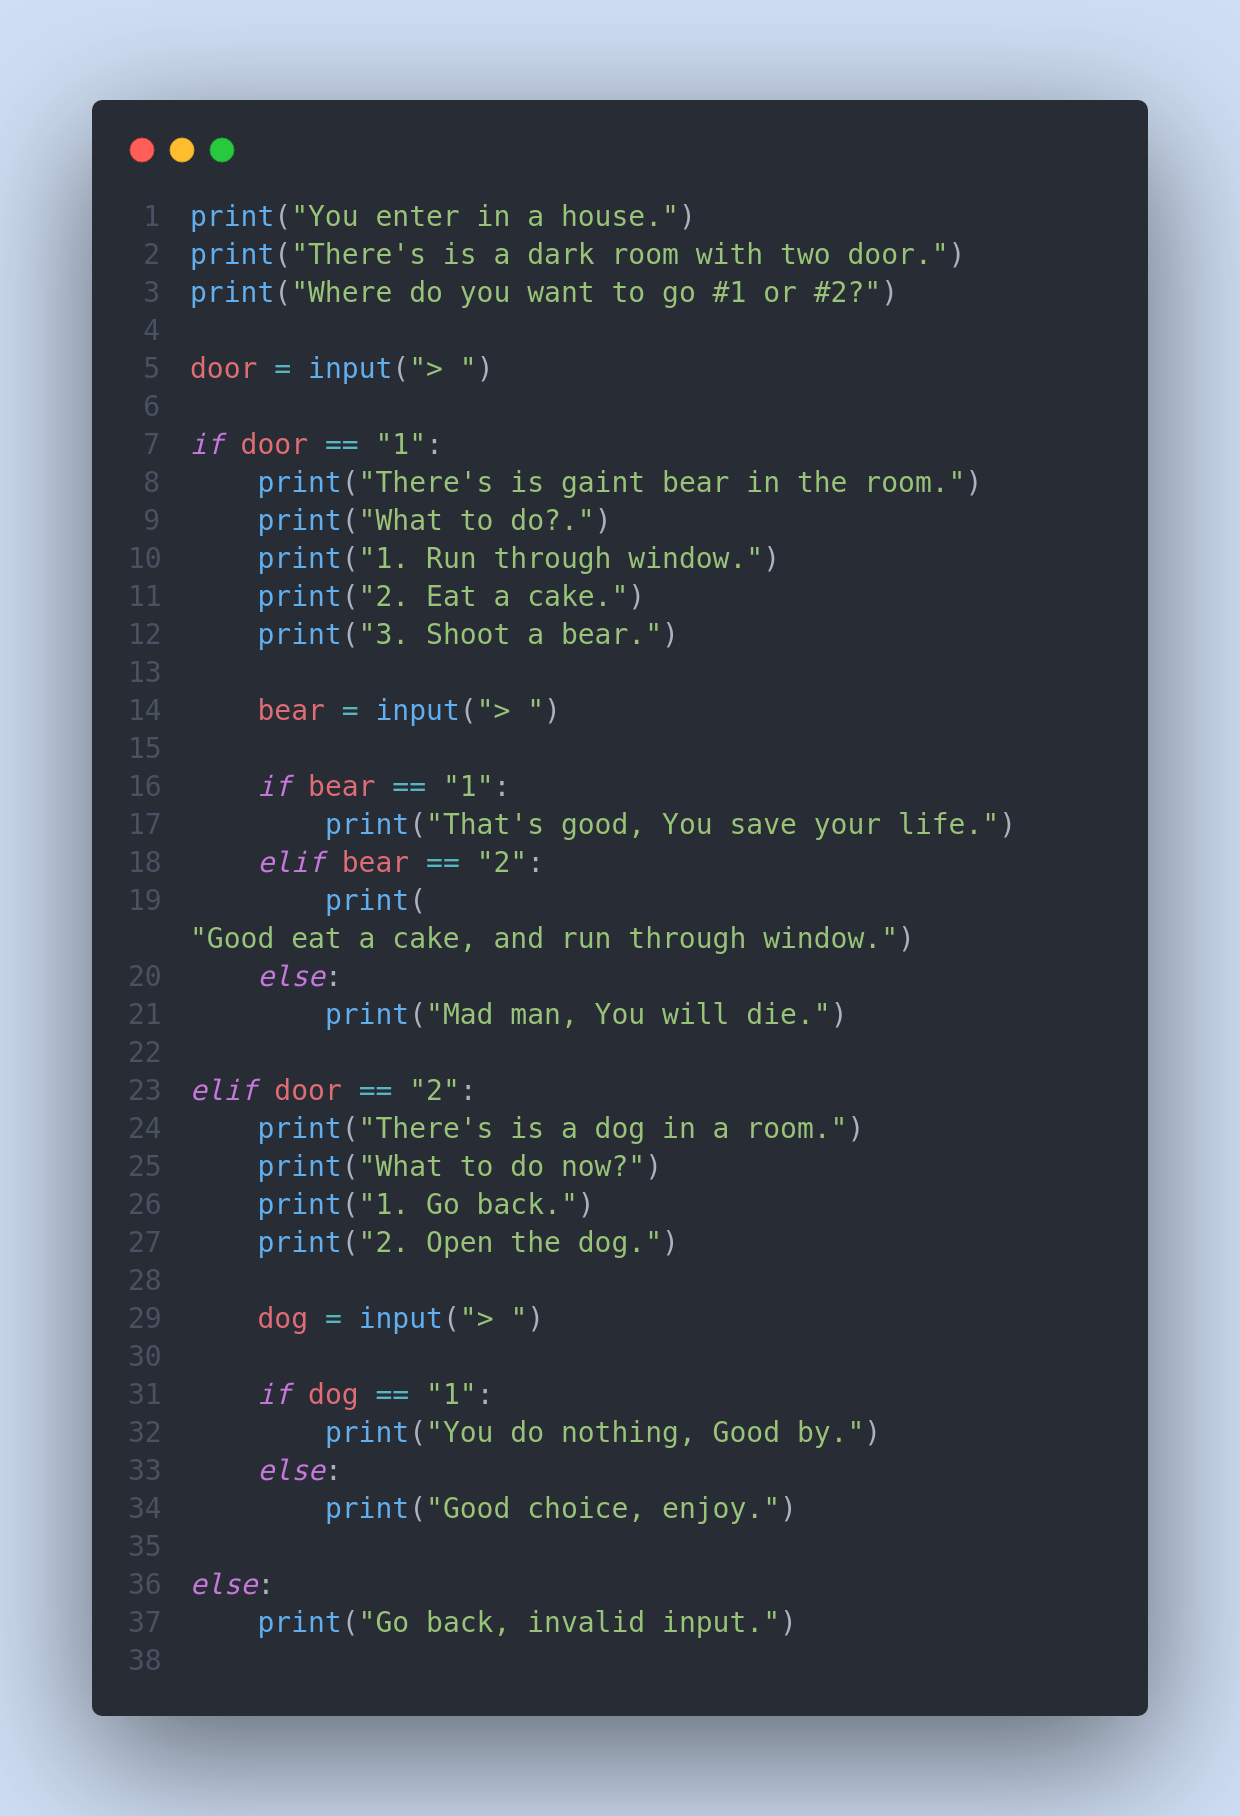 1 print("You enter in a house.")
2 print("There's is a dark room with two door.")
3 print("Where do you want to go #1 or #2?")
4
5 door = input("> ")
6
7 if door == "1":
8     print("There's is gaint bear in the room.")
9     print("What to do?.")
10     print("1. Run through window.")
11     print("2. Eat a cake.")
12     print("3. Shoot a bear.")
13
14     bear = input("> ")
15
16     if bear == "1":
17         print("That's good, You save your life.")
18     elif bear == "2":
19         print(
"Good eat a cake, and run through window.")
20     else:
21         print("Mad man, You will die.")
22
23 elif door == "2":
24     print("There's is a dog in a room.")
25     print("What to do now?")
26     print("1. Go back.")
27     print("2. Open the dog.")
28
29     dog = input("> ")
30
31     if dog == "1":
32         print("You do nothing, Good by.")
33     else:
34         print("Good choice, enjoy.")
35
36 else:
37     print("Go back, invalid input.")
38